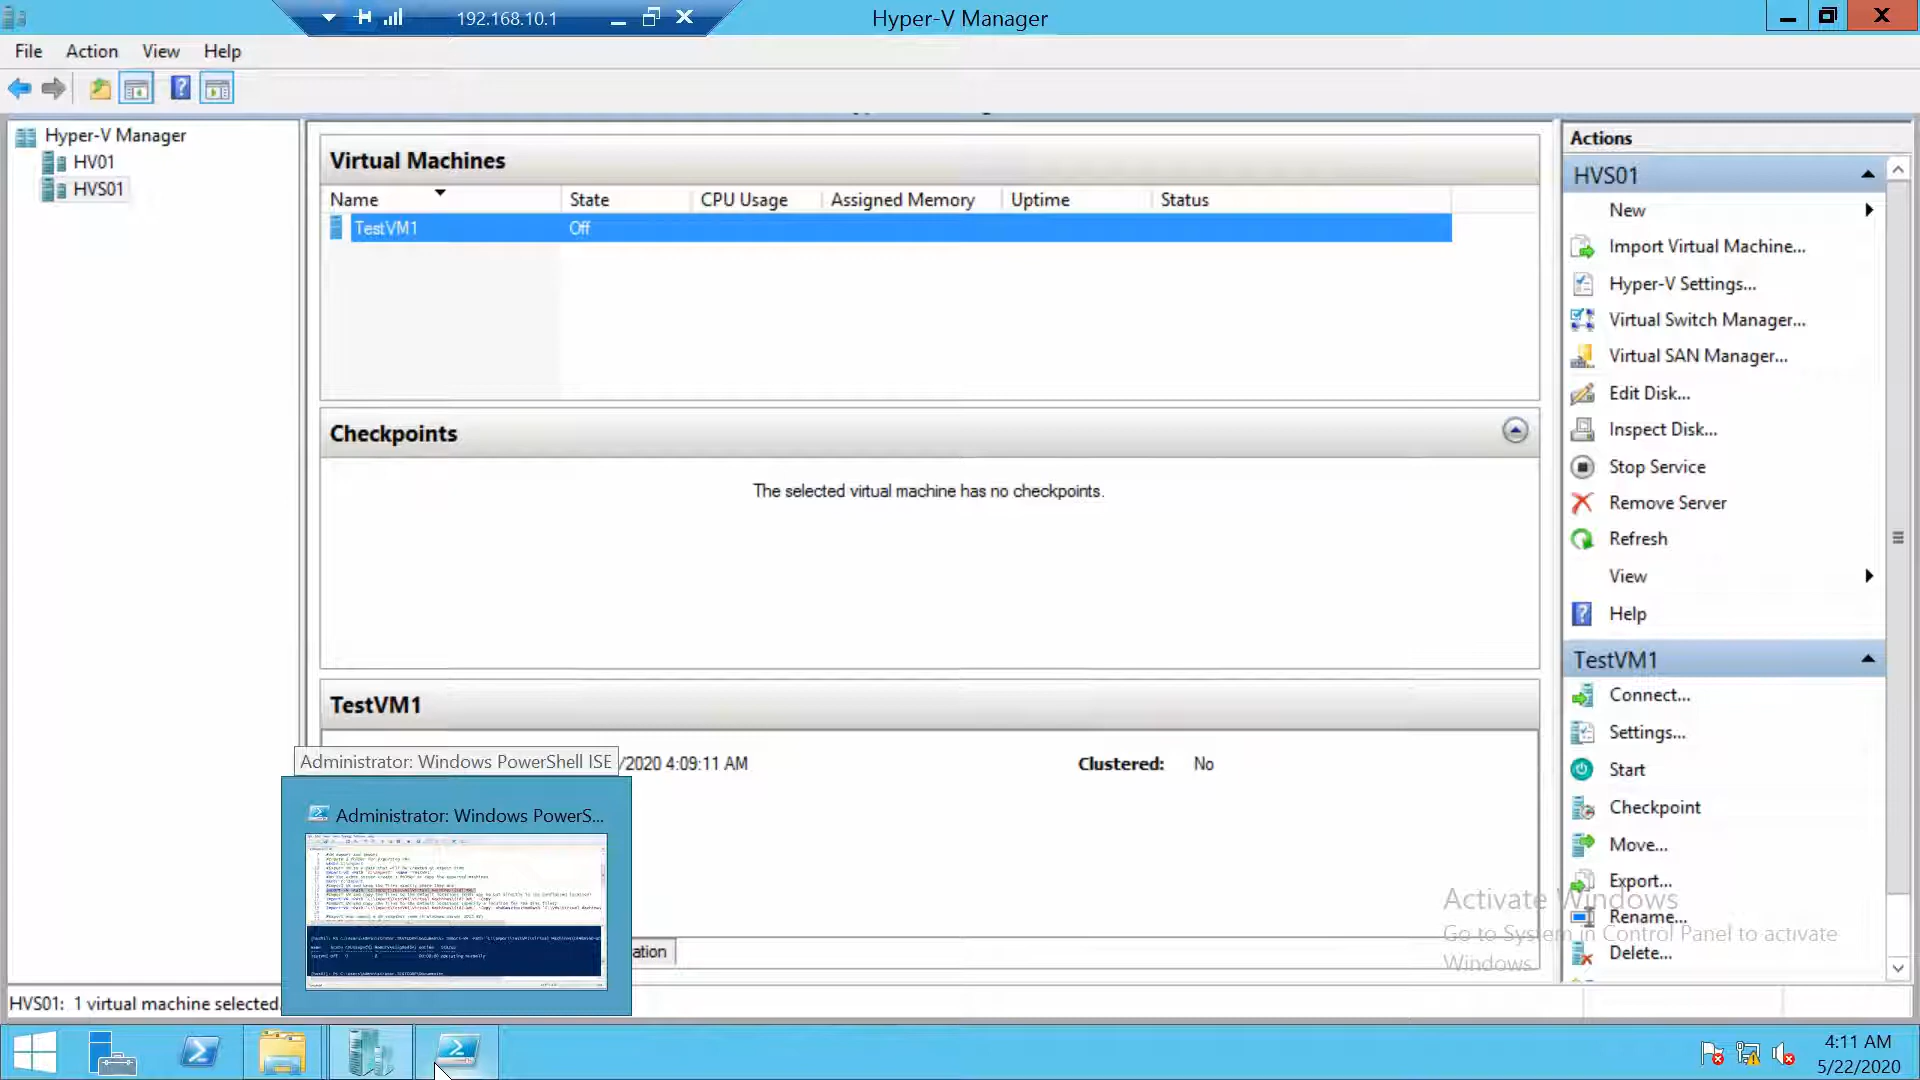 192.168.10.1
Hyper-V Manager
File Action View Help
Hyper-V Manager
HV01
HVS01
Virtual Machines
Name State CPU Usage Assigned Memory Uptime Status
TestVM1 Off
Checkpoints
The selected virtual machine has no checkpoints.
TestVM1
/2020 4:09:11 AM Clustered: No
ation
Administrator: Windows PowerShell ISE
Administrator: Windows PowerS...
Actions
HVS01
New
Import Virtual Machine...
Hyper-V Settings...
Virtual Switch Manager...
Virtual SAN Manager...
Edit Disk...
Inspect Disk...
Stop Service
Remove Server
Refresh
View
Help
TestVM1
Connect...
Settings...
Start
Checkpoint
Move...
Export...
Rename...
Delete...
Activate Windows
Go to System in Control Panel to activate
Windows.
HVS01: 1 virtual machine selected.
4:11 AM
5/22/2020